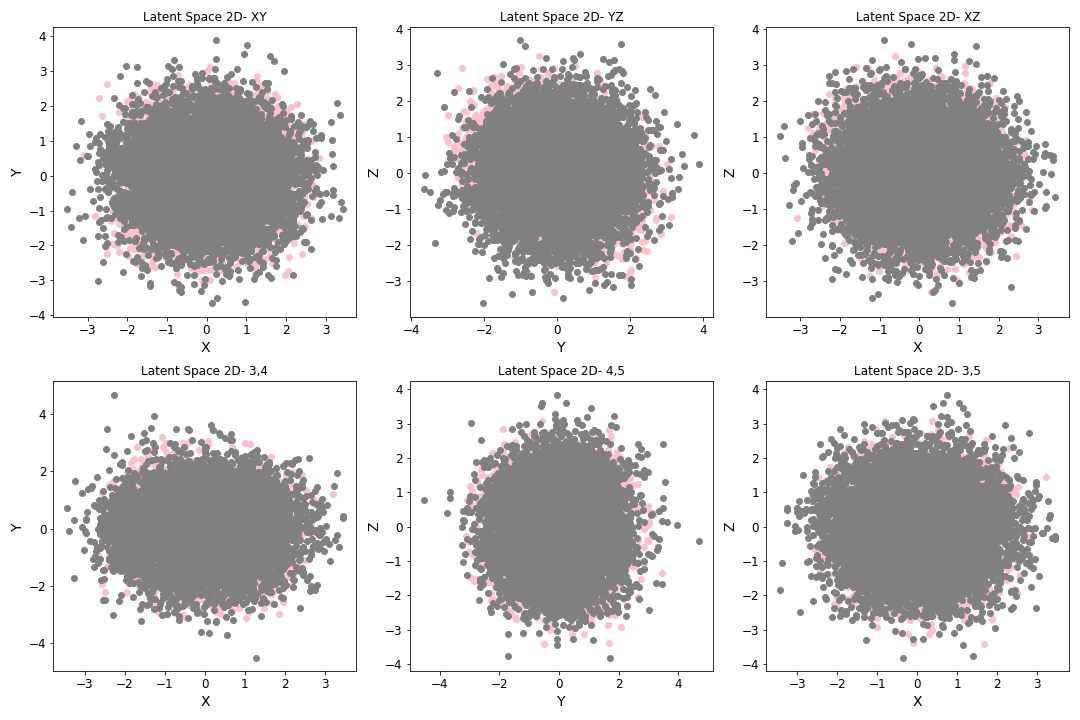 Latent Space 2D- XY
4
3
2
1
0
−1
−2
−3
−4
Y
−3 −2 −1 0 1 2 3
X
Latent Space 2D- YZ
4
3
2
1
0
−1
−2
−3
Z
−4 −2 0 2 4
Y
Latent Space 2D- XZ
4
3
2
1
0
−1
−2
−3
Z
−3 −2 −1 0 1 2 3
X
Latent Space 2D- 3,4
4
2
0
−2
−4
Y
−3 −2 −1 0 1 2 3
X
Latent Space 2D- 4,5
4
3
2
1
0
−1
−2
−3
−4
Z
−4 −2 0 2 4
Y
Latent Space 2D- 3,5
4
3
2
1
0
−1
−2
−3
−4
Z
−3 −2 −1 0 1 2 3
X